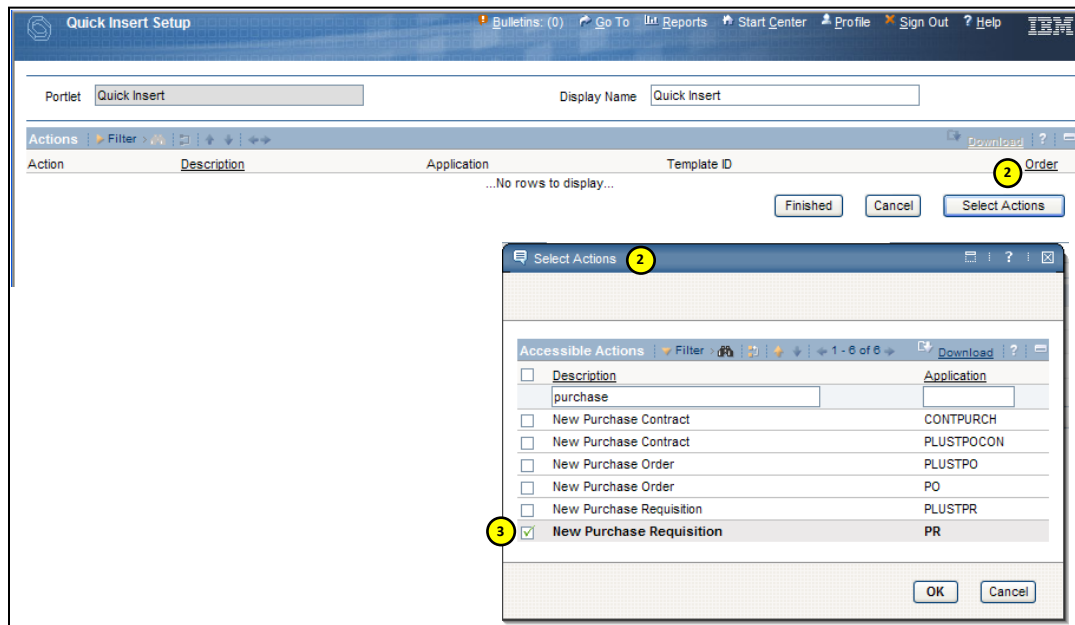 Quick Insert Setup Bulletins: (0) Go To Reports Start Center Profile Sign Out ? Help IBM
Portlet Quick Insert Display Name Quick Insert
Actions Filter Download ?
Action Description Application Template ID Order
2
...No rows to display...
Finished Cancel Select Actions
Select Actions 2 ?
Accessible Actions Filter 1 - 6 of 6 Download ?
Description Application
purchase
New Purchase Contract CONTPURCH
New Purchase Contract PLUSTPOCON
New Purchase Order PLUSTPO
New Purchase Order PO
New Purchase Requisition PLUSTPR
3 New Purchase Requisition PR
OK Cancel